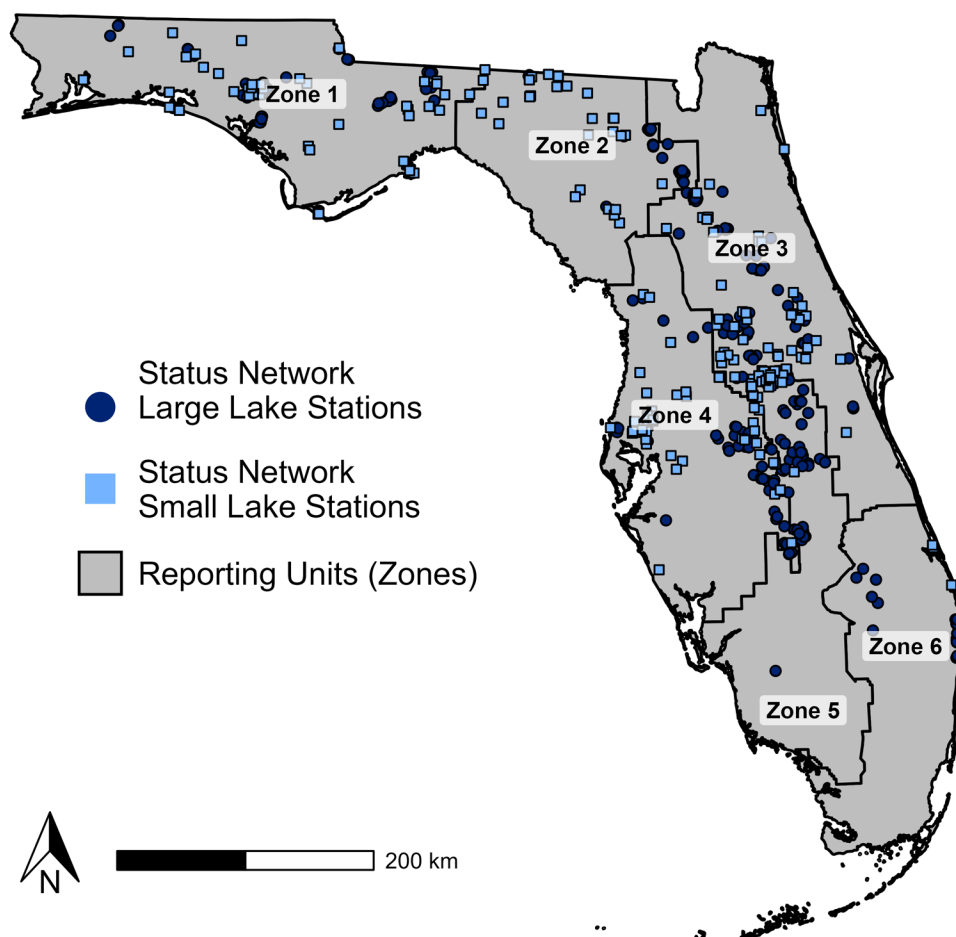 Zone 1
Zone 2
Zone 3
Status Network
Large Lake Stations
Zone 4
Status Network
Small Lake Stations
Reporting Units (Zones)
Zone 6
Zone 5
200 km
N